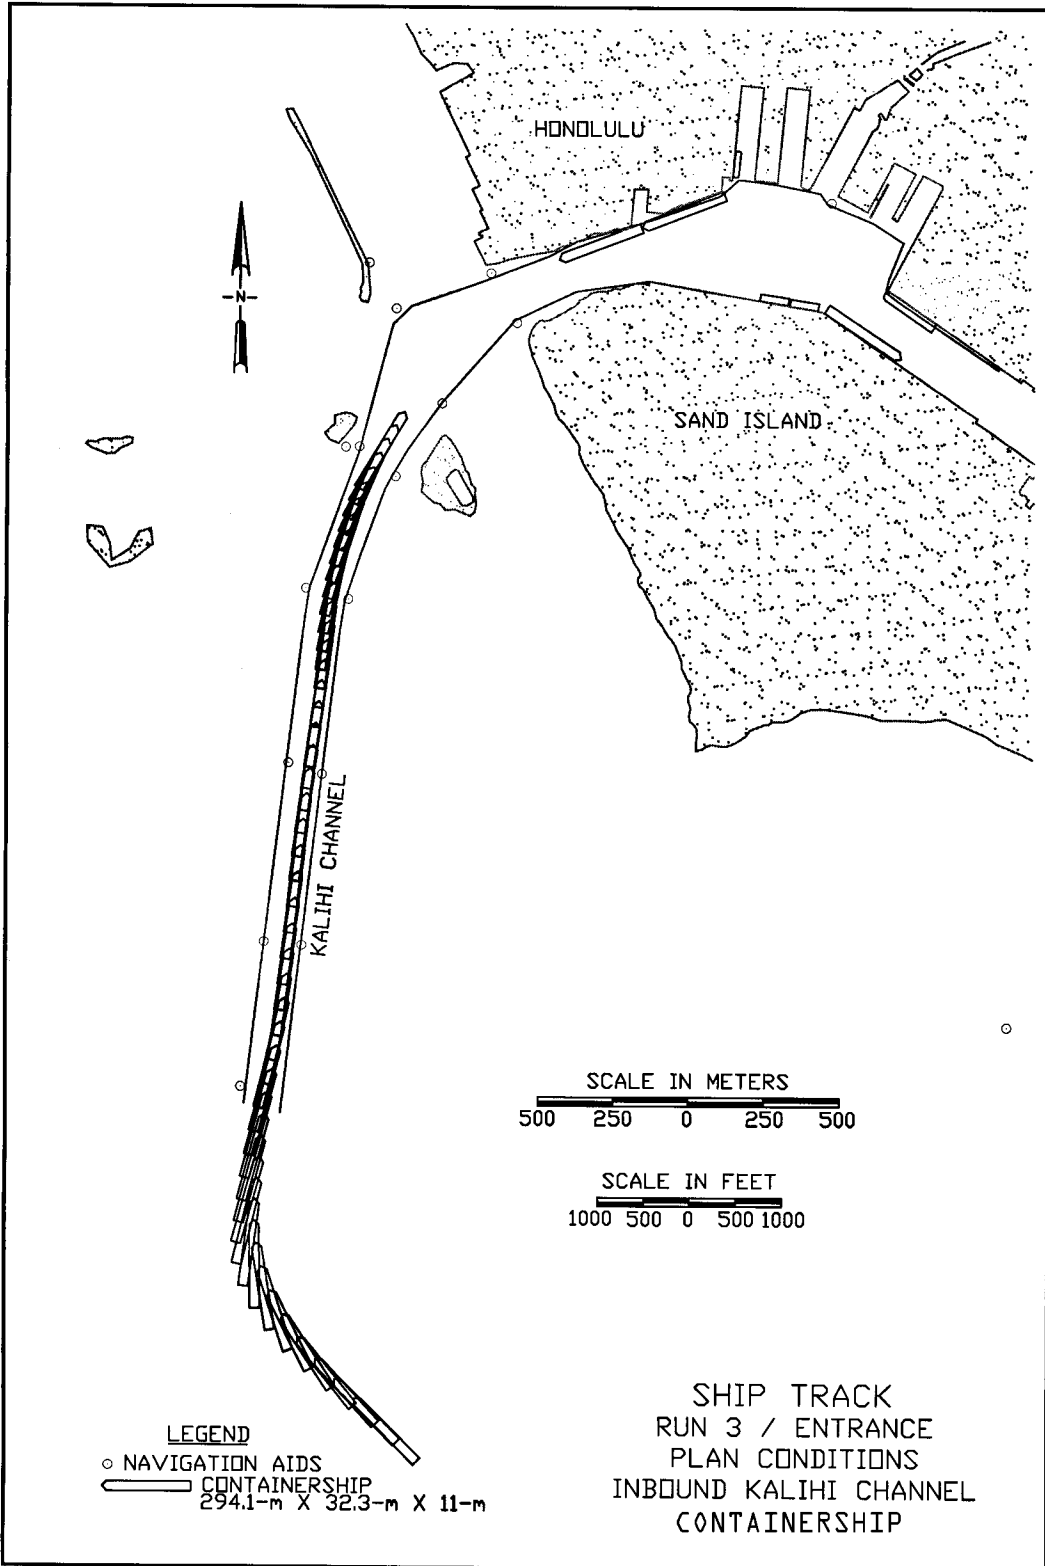 HONOLULU
-N-
SAND ISLAND
KALIHI CHANNEL
SCALE IN METERS
500 250 0 250 500
SCALE IN FEET
1000 500 0 500 1000
SHIP TRACK
RUN 3 / ENTRANCE
PLAN CONDITIONS
INBOUND KALIHI CHANNEL
CONTAINERSHIP
LEGEND
NAVIGATION AIDS
CONTAINERSHIP
294.1-m X 32.3-m X 11-m